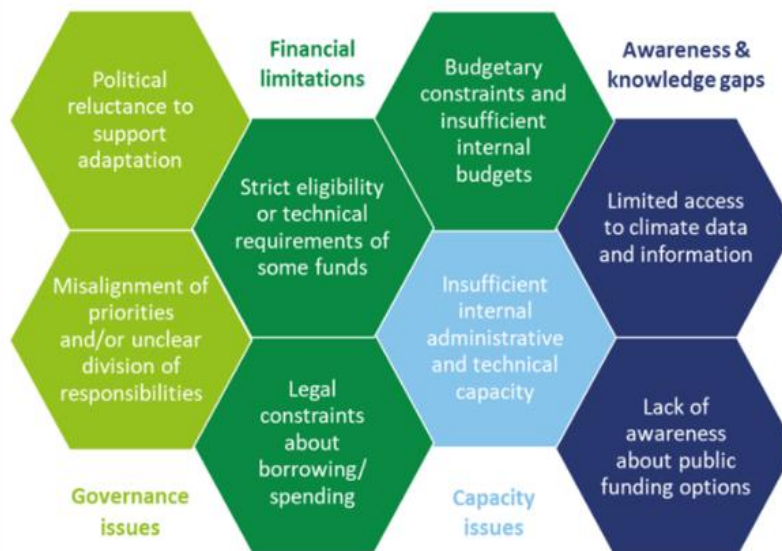 Political
reluctance to
support
adaptation
Financial
limitations
Budgetary
constraints and
insufficient
internal
budgets
Awareness &
knowledge gaps
Strict eligibility
or technical
requirements of
some funds
Limited access
to climate data
and information
Misalignment of
priorities
and/or unclear
division of
responsibilities
Insufficient
internal
administrative
and technical
capacity
Legal
constraints
about
borrowing/
spending
Lack of
awareness
about public
funding options
Governance
issues
Capacity
issues